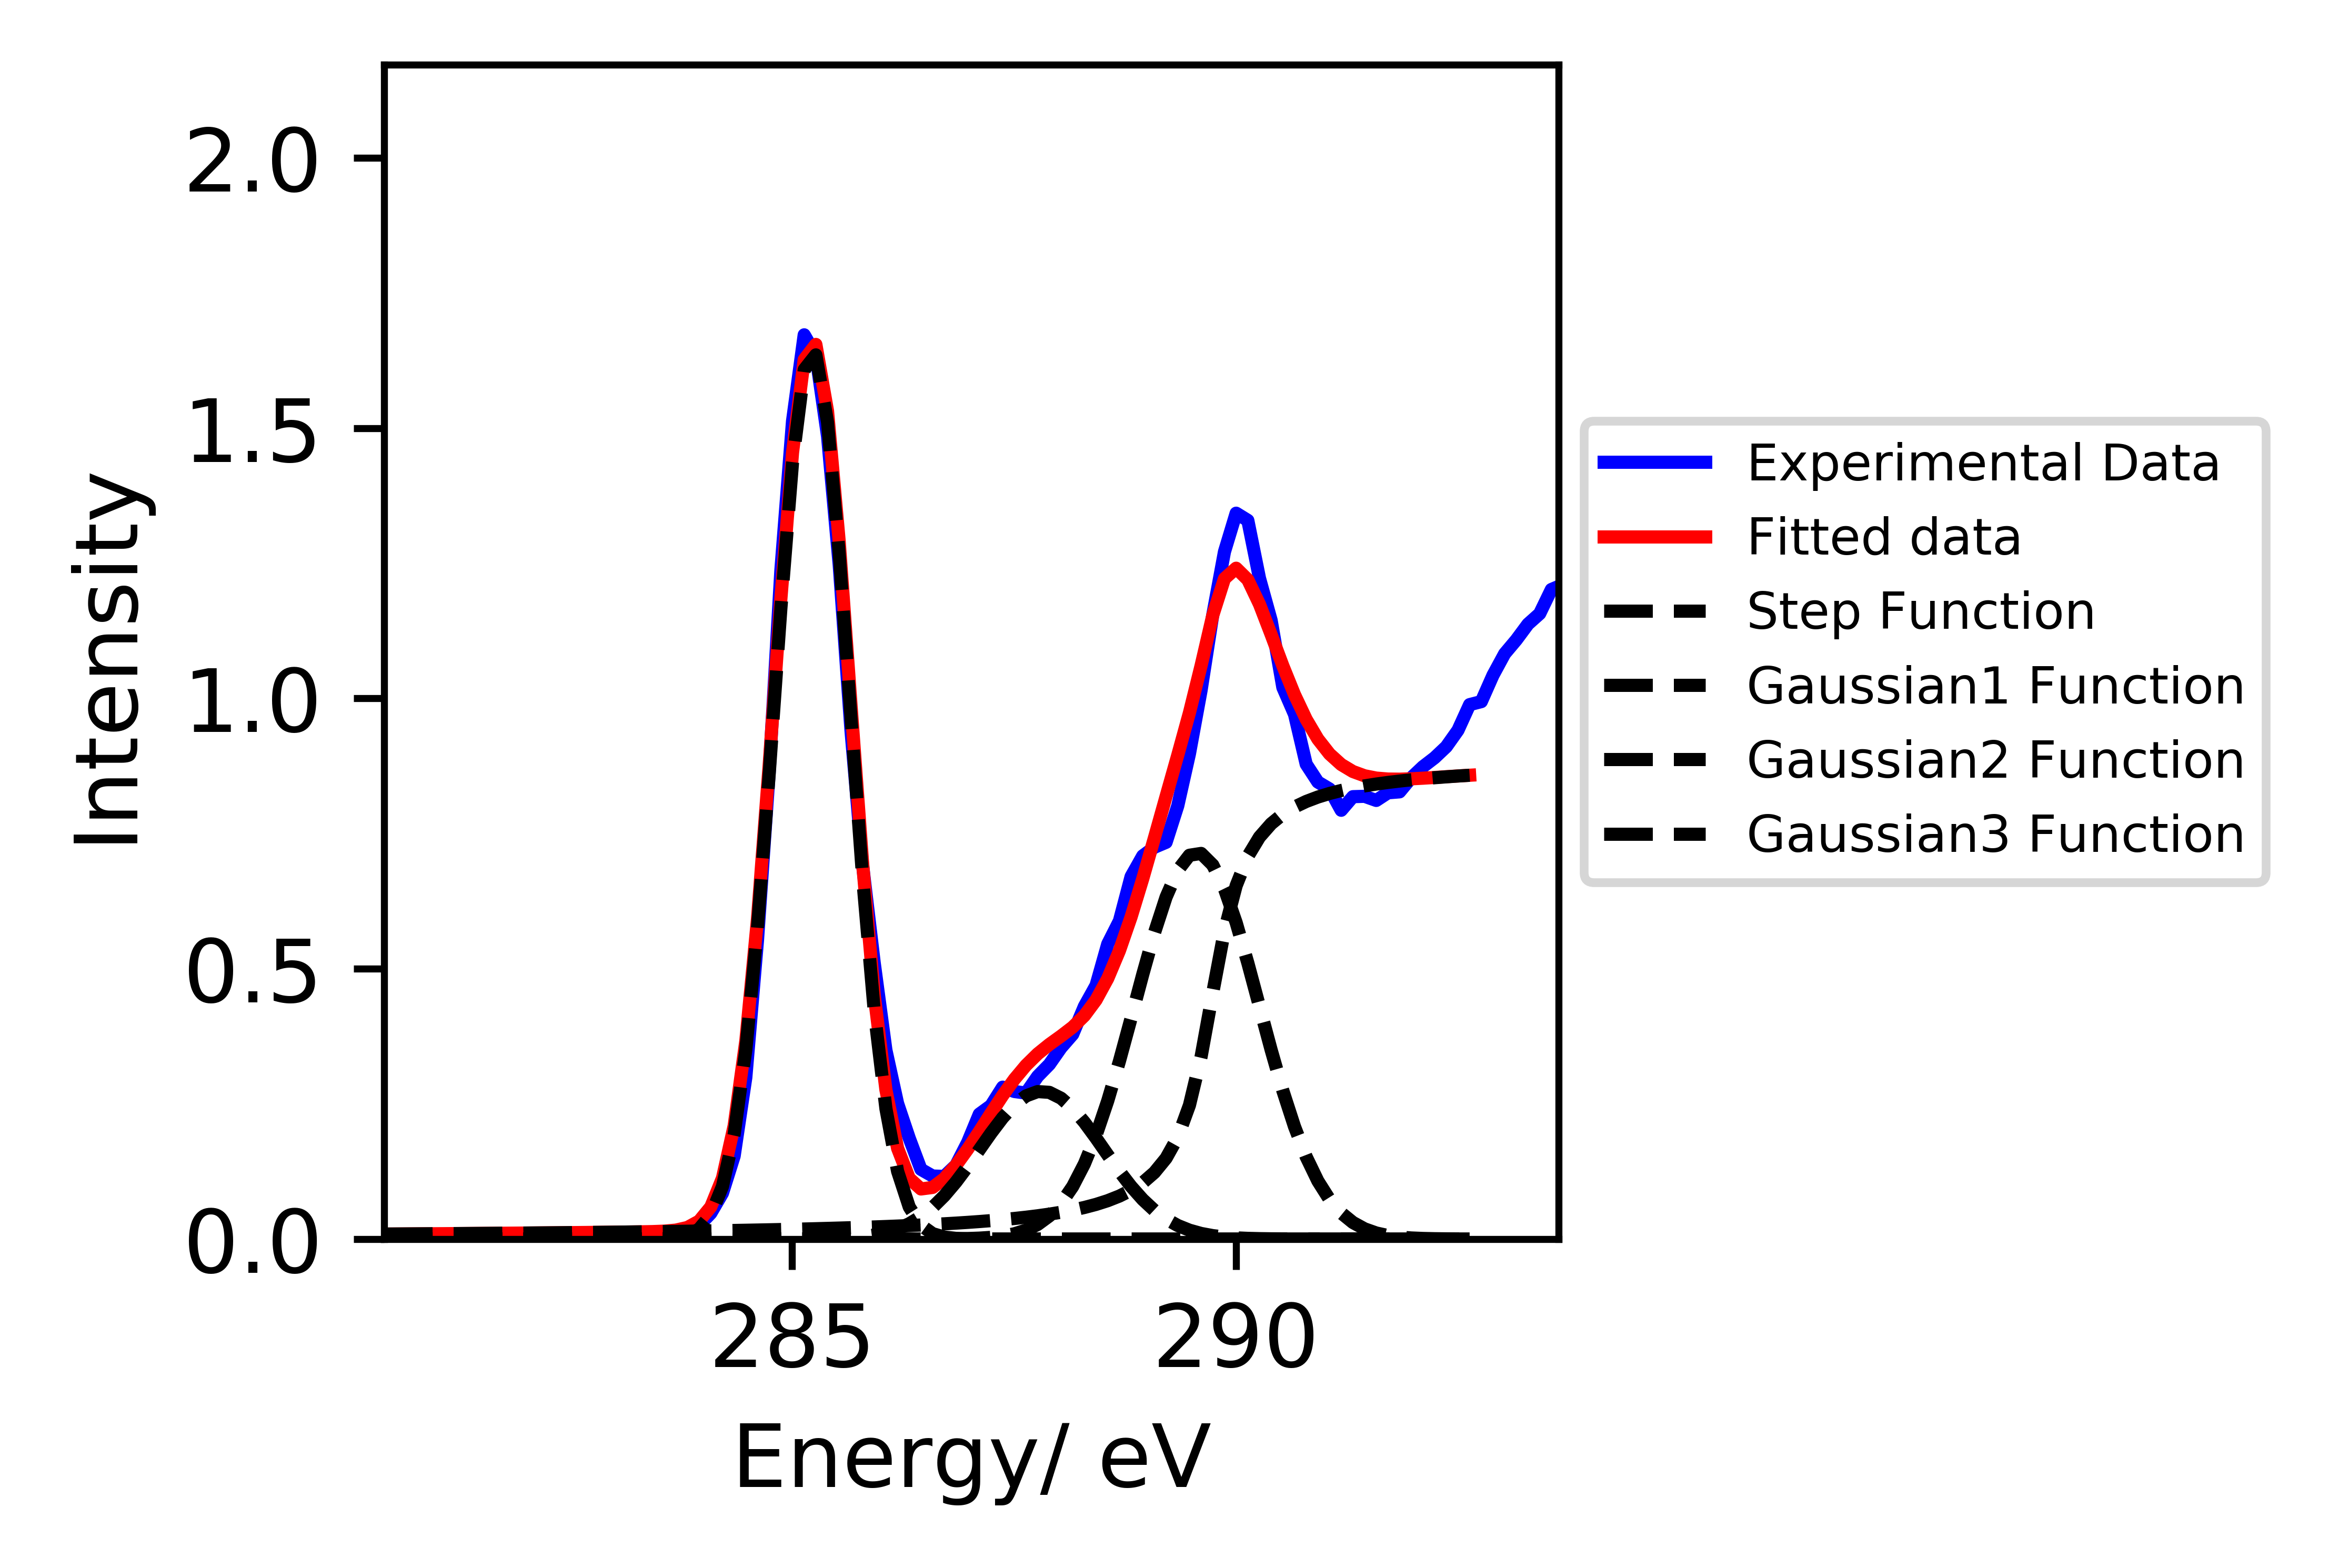 2.0
1.5
1.0
0.5
0.0
Intensity
285
290
Energy/ eV
Experimental Data
Fitted data
Step Function
Gaussian1 Function
Gaussian2 Function
Gaussian3 Function